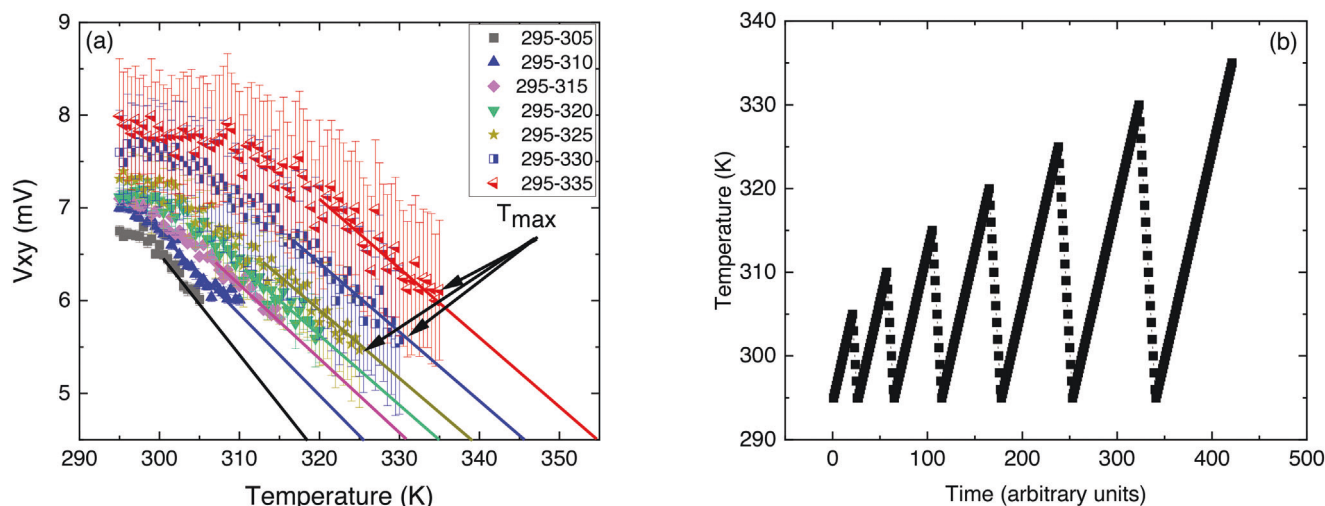 (a)
9
8
7
6
5
Vxy (mV)
290 300 310 320 330 340 350
Temperature (K)
295-305
295-310
295-315
295-320
295-325
295-330
295-335
Tmax
(b)
340
330
320
310
300
290
Temperature (K)
0 100 200 300 400 500
Time (arbitrary units)